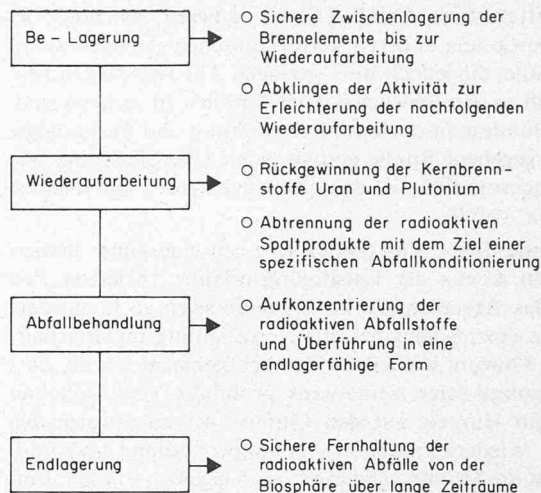 Be – Lagerung
O Sichere Zwischenlagerung der
Brennelemente bis zur
Wiederaufarbeitung
O Abklingen der Aktivität zur
Erleichterung der nachfolgenden
Wiederaufarbeitung
Wiederaufarbeitung
O Rückgewinnung der Kernbrenn-
stoffe Uran und Plutonium
O Abtrennung der radioaktiven
Spaltprodukte mit dem Ziel einer
spezifischen Abfallkonditionierung
Abfallbehandlung
O Aufkonzentrierung der
radioaktiven Abfallstoffe
und Überführung in eine
endlagerfähige Form
Endlagerung
O Sichere Fernhaltung der
radioaktiven Abfälle von der
Biosphäre über lange Zeiträume